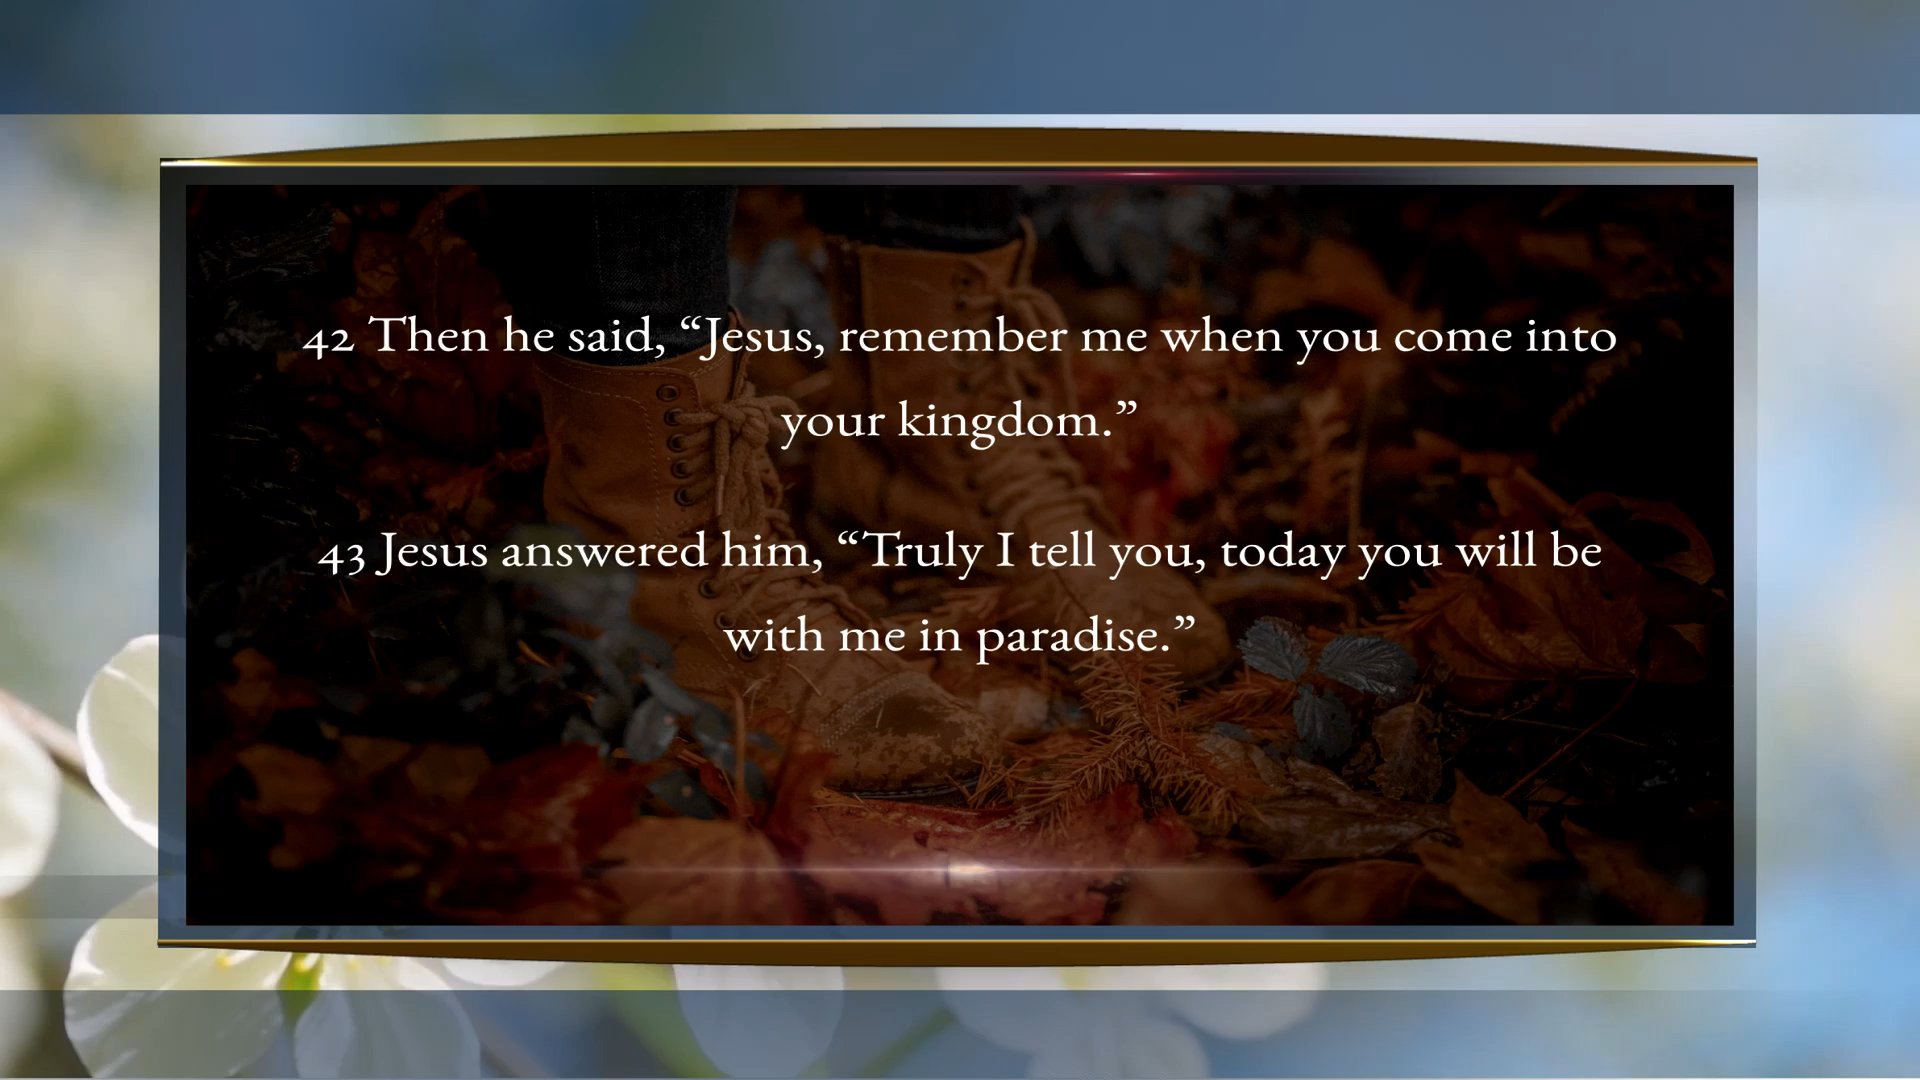 42 Then he said, “Jesus, remember me when you come into
your kingdom.”
43 Jesus answered him, “Truly I tell you, today you will be
with me in paradise.”